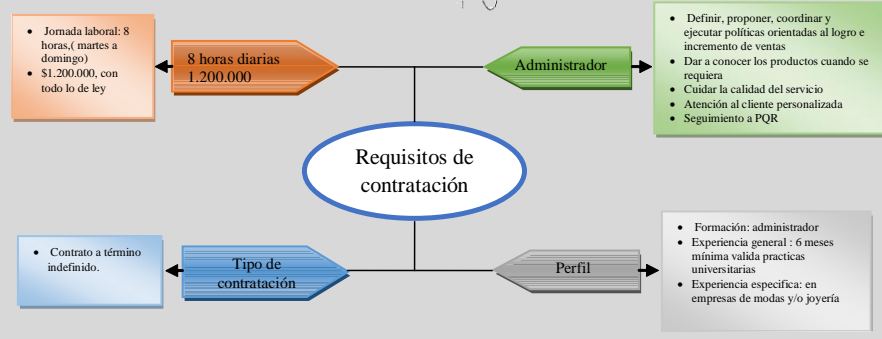 Jornada laboral: 8
horas,( martes a
domingo)
$1.200.000, con
todo lo de ley
8 horas diarias
1.200.000
Administrador
Definir, proponer, coordinar y
ejecutar políticas orientadas al logro e
incremento de ventas
Dar a conocer los productos cuando se
requiera
Cuidar la calidad del servicio
Atención al cliente personalizada
Seguimiento a PQR
Requisitos de
contratación
Contrato a término
indefinido.
Tipo de
contratación
Perfil
Formación: administrador
Experiencia general : 6 meses
mínima valida practicas
universitarias
Experiencia especifica: en
empresas de modas y/o joyería